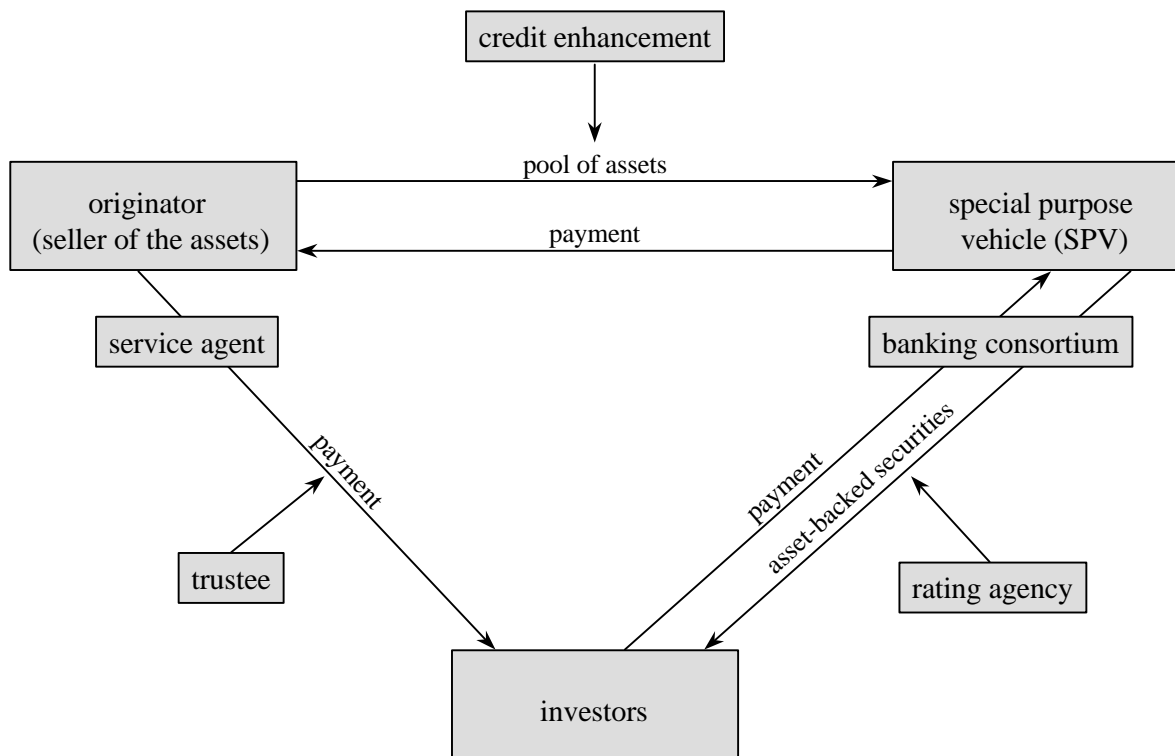 credit enhancement
pool of assets
originator
(seller of the assets)
special purpose
vehicle (SPV)
payment
service agent
banking consortium
payment
payment
asset-backed securities
trustee
rating agency
investors